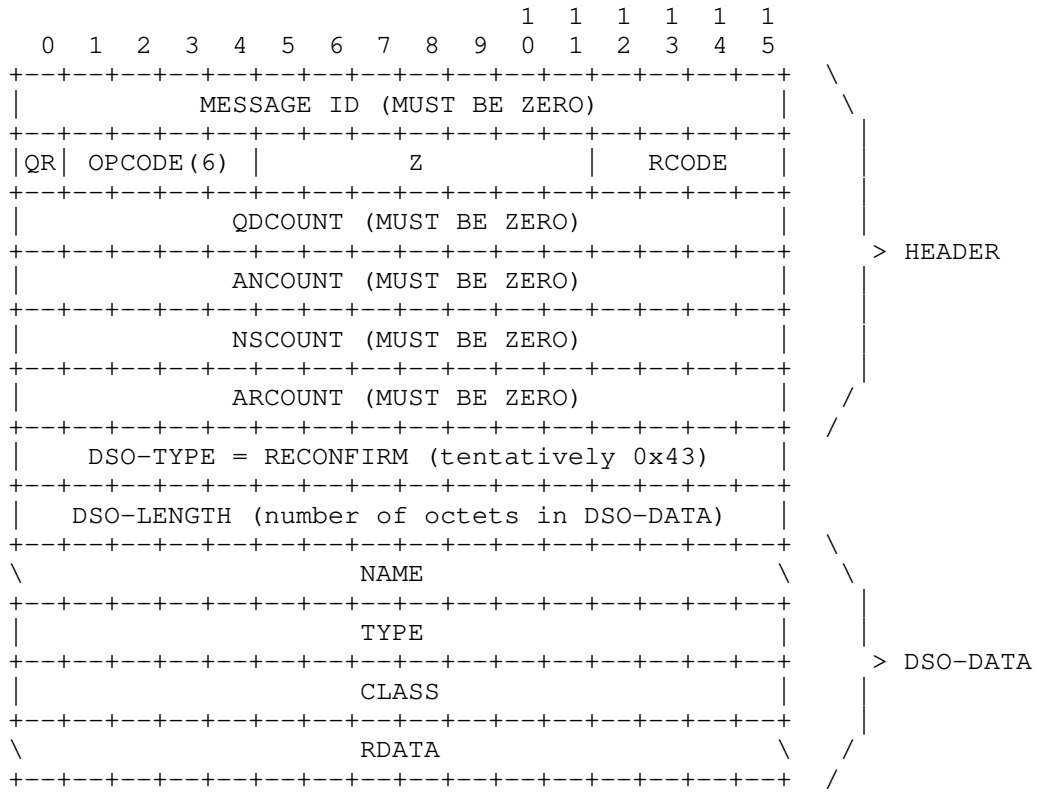 1 1 1 1 1 1
0 1 2 3 4 5 6 7 8 9 0 1 2 3 4 5
+--+--+--+--+--+--+--+--+--+--+--+--+--+--+--+--+ \
| MESSAGE ID (MUST BE ZERO) | \
+--+--+--+--+--+--+--+--+--+--+--+--+--+--+--+--+ |
|QR| OPCODE(6) | Z | RCODE | |
+--+--+--+--+--+--+--+--+--+--+--+--+--+--+--+--+ |
| QDCOUNT (MUST BE ZERO) | |
+--+--+--+--+--+--+--+--+--+--+--+--+--+--+--+--+ > HEADER
| ANCOUNT (MUST BE ZERO) | |
+--+--+--+--+--+--+--+--+--+--+--+--+--+--+--+--+ |
| NSCOUNT (MUST BE ZERO) | |
+--+--+--+--+--+--+--+--+--+--+--+--+--+--+--+--+ |
| ARCOUNT (MUST BE ZERO) | /
+--+--+--+--+--+--+--+--+--+--+--+--+--+--+--+--+ /
| DSO-TYPE = RECONFIRM (tentatively 0x43) |
+--+--+--+--+--+--+--+--+--+--+--+--+--+--+--+--+
| DSO-LENGTH (number of octets in DSO-DATA) |
+--+--+--+--+--+--+--+--+--+--+--+--+--+--+--+--+ \
\ NAME \ \
+--+--+--+--+--+--+--+--+--+--+--+--+--+--+--+--+ |
| TYPE | |
+--+--+--+--+--+--+--+--+--+--+--+--+--+--+--+--+ > DSO-DATA
| CLASS | |
+--+--+--+--+--+--+--+--+--+--+--+--+--+--+--+--+ |
\ RDATA \ /
+--+--+--+--+--+--+--+--+--+--+--+--+--+--+--+--+ /